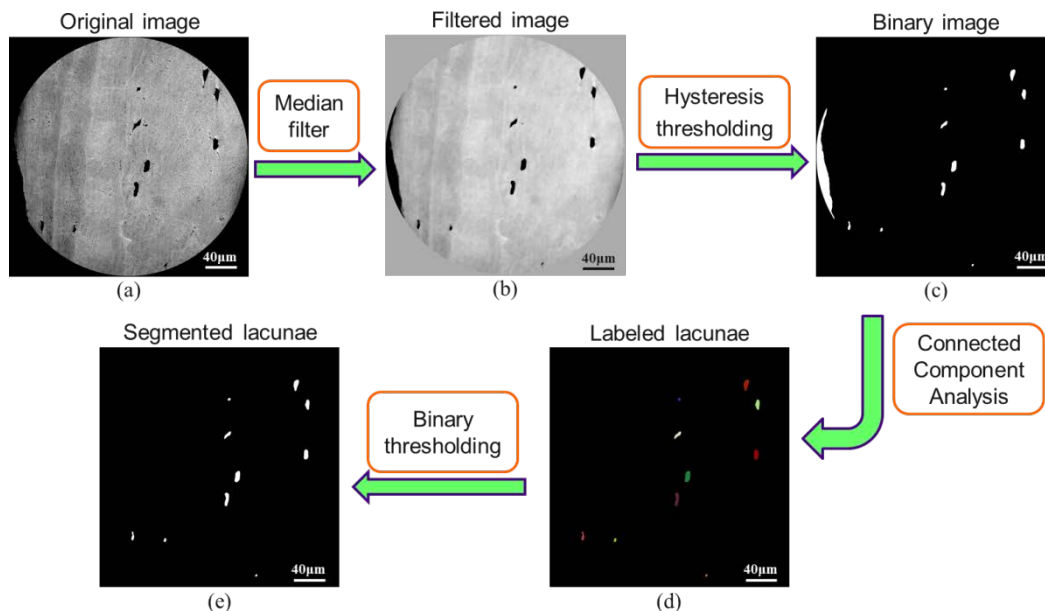 Original image
Filtered image
Binary image
Median
filter
Hysteresis
thresholding
40µm
40µm
40µm
(a)
(b)
(c)
Segmented lacunae
Labeled lacunae
Connected
Component
Analysis
Binary
thresholding
40µm
40µm
(e)
(d)